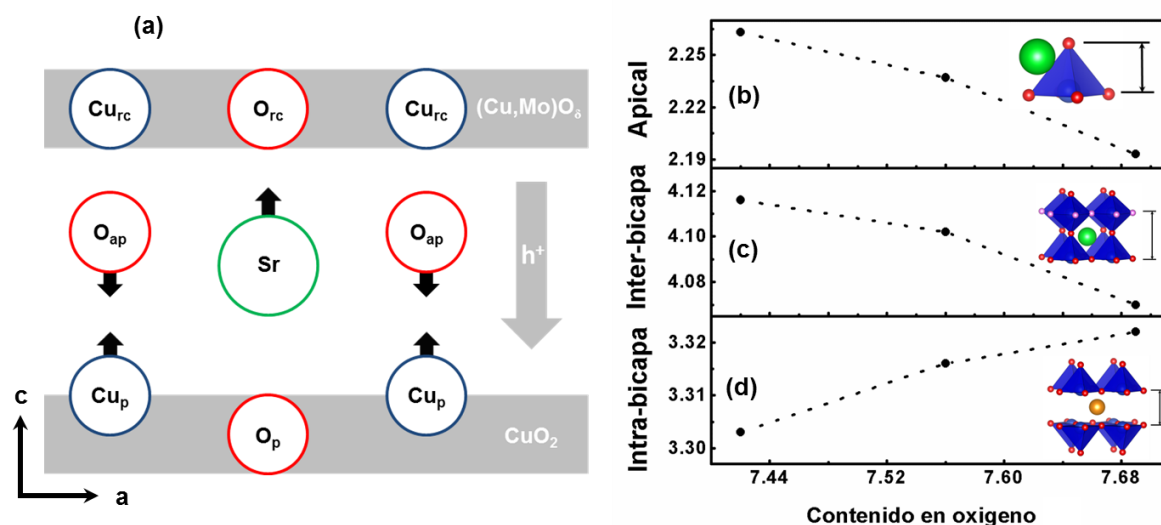 (a)
Cu_rc
O_rc
Cu_rc
(Cu,Mo)O_δ
O_ap
Sr
O_ap
h⁺
Cu_p
Cu_p
O_p
CuO₂
c
a
Apical
2.25
2.22
2.19
(b)
Inter-bicapa
4.12
4.10
4.08
(c)
Intra-bicapa
3.32
3.31
3.30
(d)
7.44 7.52 7.60 7.68
Contenido en oxigeno